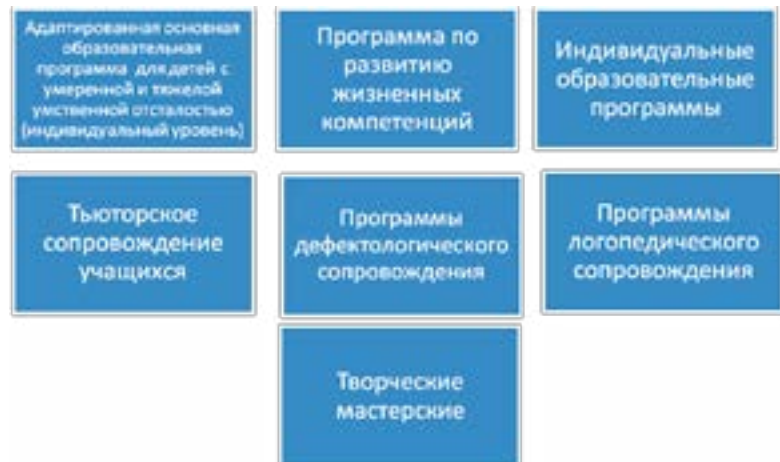 Адаптированная основная
образовательная
программа для детей с
умеренной и тяжелой
умственной отсталостью
(индивидуальный уровень)
Программа по
развитию
жизненных
компетенций
Индивидуальные
образовательные
программы
Тьюторское
сопровождение
учащихся
Программы
дефектологического
сопровождения
Программы
логопедического
сопровождения
Творческие
мастерские